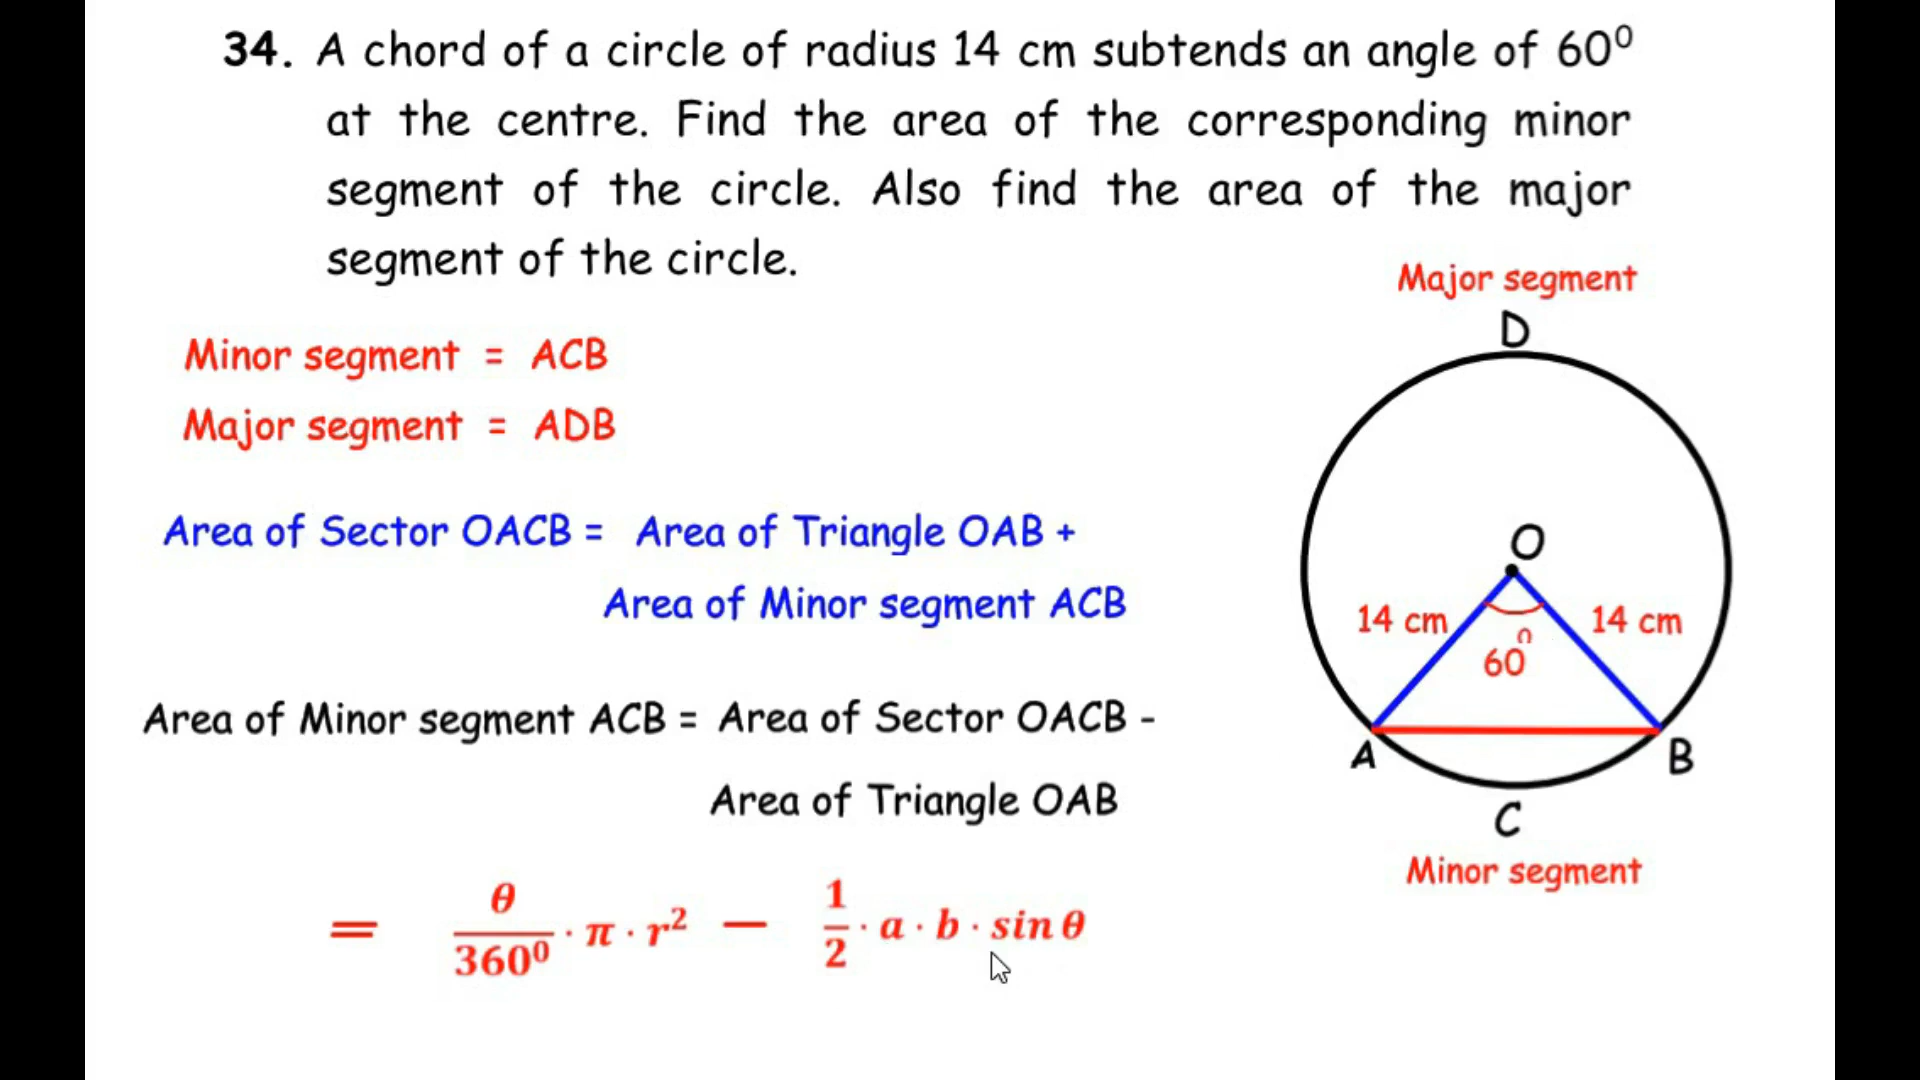 34. A chord of a circle of radius 14 cm subtends an angle of 60⁰
at the centre. Find the area of the corresponding minor
segment of the circle. Also find the area of the major
segment of the circle.
Major segment
D
Minor segment = ACB
Major segment = ADB
Area of Sector OACB = Area of Triangle OAB +
Area of Minor segment ACB
O
14 cm
14 cm
60⁰
Area of Minor segment ACB = Area of Sector OACB -
Area of Triangle OAB
A
B
C
Minor segment
= θ/360⁰ · π · r² − 1/2 · a · b · sin θ